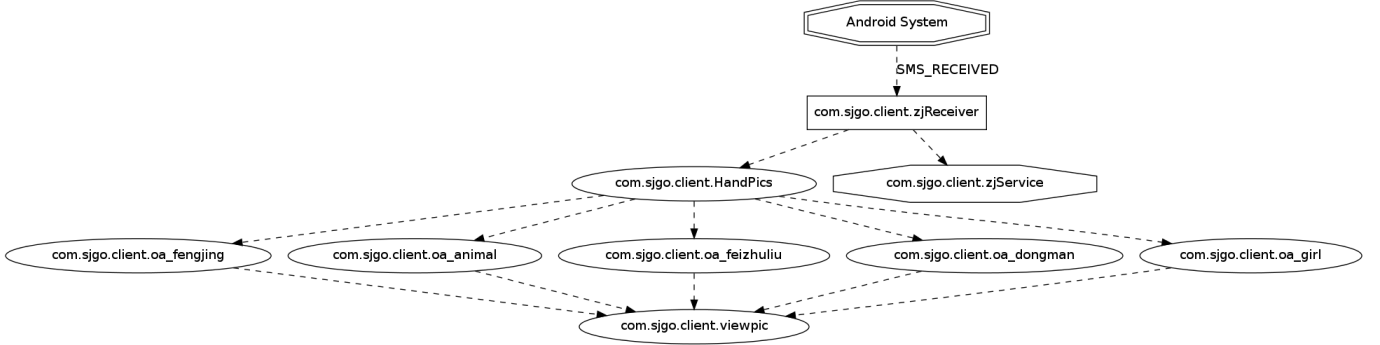 Android System
SMS_RECEIVED
com.sjgo.client.zjReceiver
com.sjgo.client.HandPics
com.sjgo.client.zjService
com.sjgo.client.oa_fengjing
com.sjgo.client.oa_animal
com.sjgo.client.oa_feizhuliu
com.sjgo.client.oa_dongman
com.sjgo.client.oa_girl
com.sjgo.client.viewpic